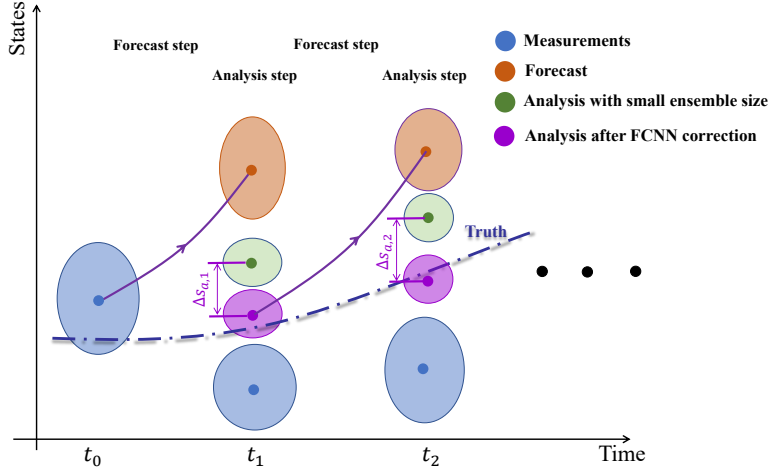 States
Forecast step
Forecast step
Analysis step
Analysis step
Measurements
Forecast
Analysis with small ensemble size
Analysis after FCNN correction
Truth
Δs_{a,1}
Δs_{a,2}
t_0
t_1
t_2
Time